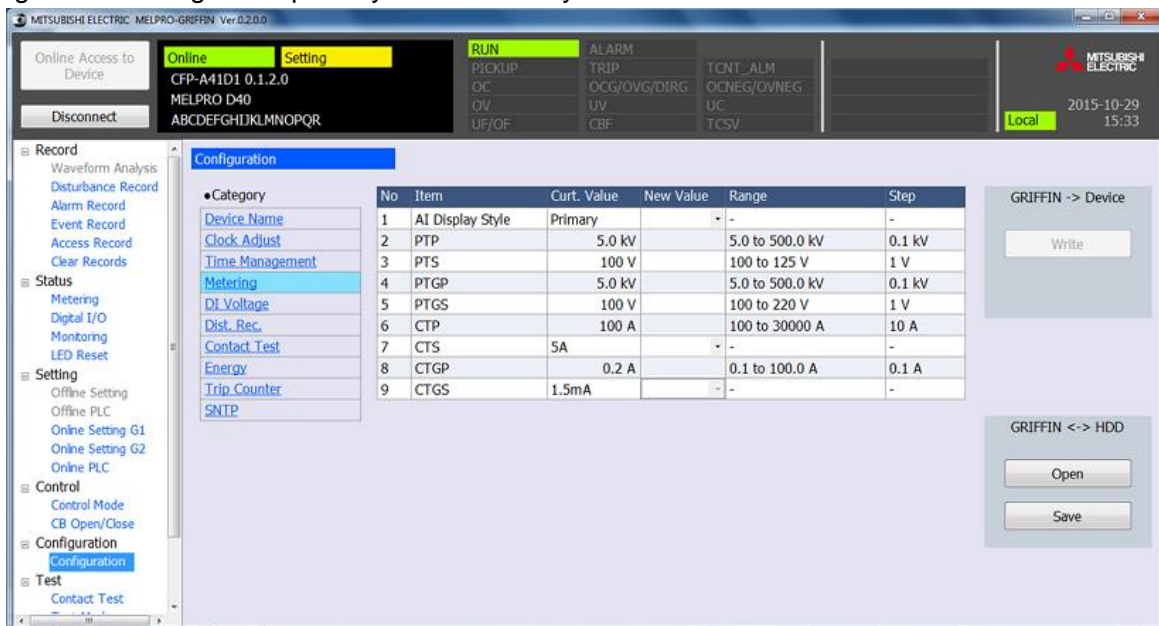 MITSUBISHI ELECTRIC MELPRO-GRIFFIN Ver.0.2.0.0
Online Access to
Device
Disconnect
Online Setting
CFP-A41D1 0.1.2.0
MELPRO D40
ABCDEFGHIJKLMNOPQR
RUN ALARM
PICKUP TRIP TCNT_ALM
OC OCG/OVG/DIRG OCNEG/OVNEG
OV UV UC
UF/OF CBF TCSV
MITSUBISHI
ELECTRIC
2015-10-29
Local 15:33
Record
Waveform Analysis
Disturbance Record
Alarm Record
Event Record
Access Record
Clear Records
Status
Metering
Digital I/O
Monitoring
LED Reset
Setting
Offline Setting
Offline PLC
Online Setting G1
Online Setting G2
Online PLC
Control
Control Mode
CB Open/Close
Configuration
Configuration
Test
Contact Test
Configuration
●Category
Device Name
Clock Adjust
Time Management
Metering
DI Voltage
Dist. Rec.
Contact Test
Energy
Trip Counter
SNTP
No Item Curt. Value New Value Range Step
1 AI Display Style Primary - -
2 PTP 5.0 kV 5.0 to 500.0 kV 0.1 kV
3 PTS 100 V 100 to 125 V 1 V
4 PTGP 5.0 kV 5.0 to 500.0 kV 0.1 kV
5 PTGS 100 V 100 to 220 V 1 V
6 CTP 100 A 100 to 30000 A 10 A
7 CTS 5A - -
8 CTGP 0.2 A 0.1 to 100.0 A 0.1 A
9 CTGS 1.5mA - -
GRIFFIN -> Device
Write
GRIFFIN <-> HDD
Open
Save